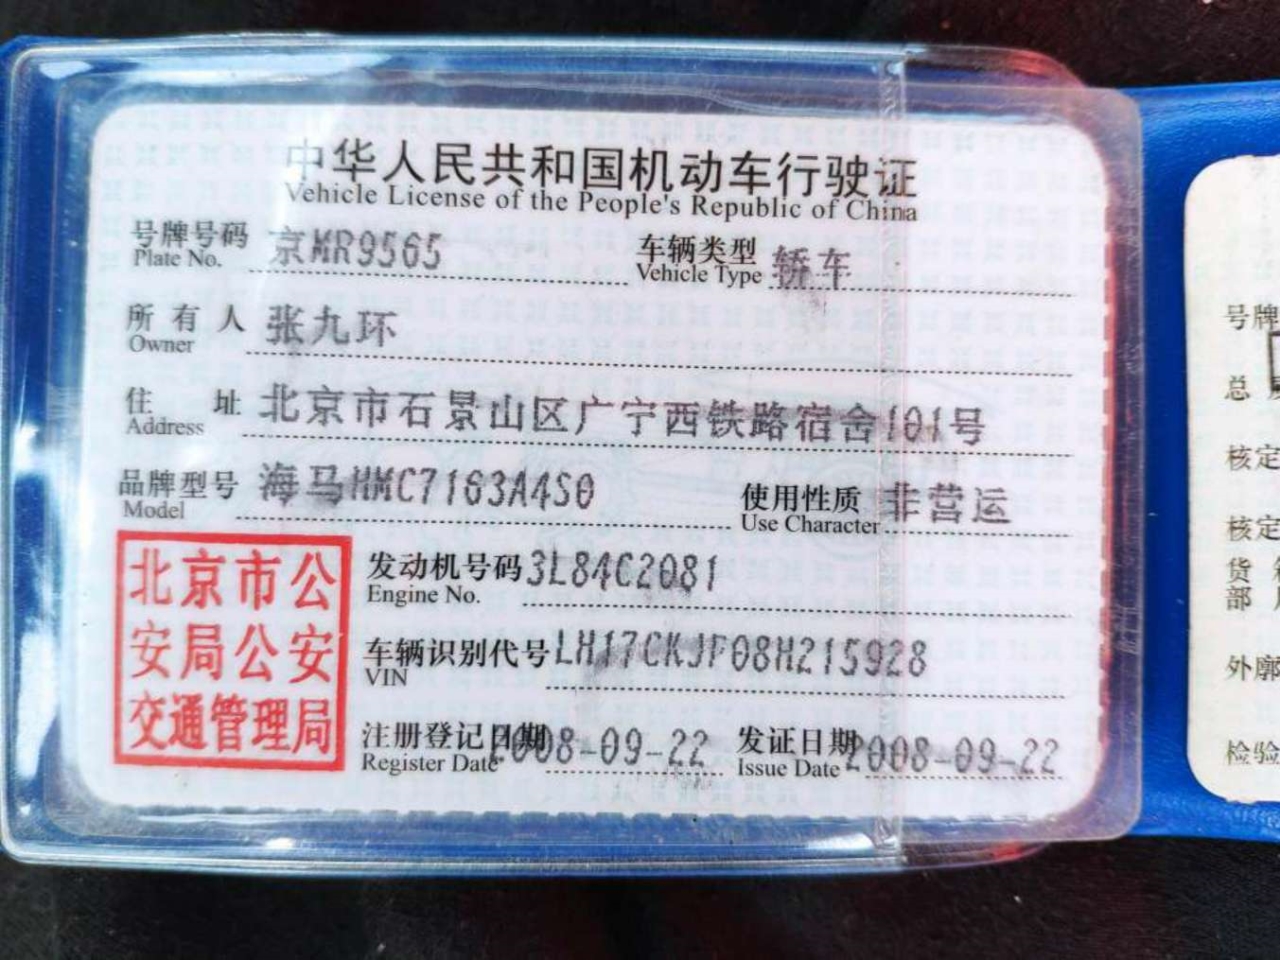 中华人民共和国机动车行驶证
Vehicle License of the People's Republic of China
号牌号码 京MR9565 车辆类型 轿车
Plate No. Vehicle Type
所有人 张九环
Owner
住址 北京市石景山区广宁西铁路宿舍101号
Address
品牌型号 海马HMC7163A4S0 使用性质 非营运
Model Use Character
北京市公
安局公安
交通管理局
发动机号码 3L84C2081
Engine No.
车辆识别代号 LH17CKJF08H215928
VIN
注册登记日期 2008-09-22 发证日期 2008-09-22
Register Date Issue Date
号牌
总
核定
核定
货
部
外廓
检验